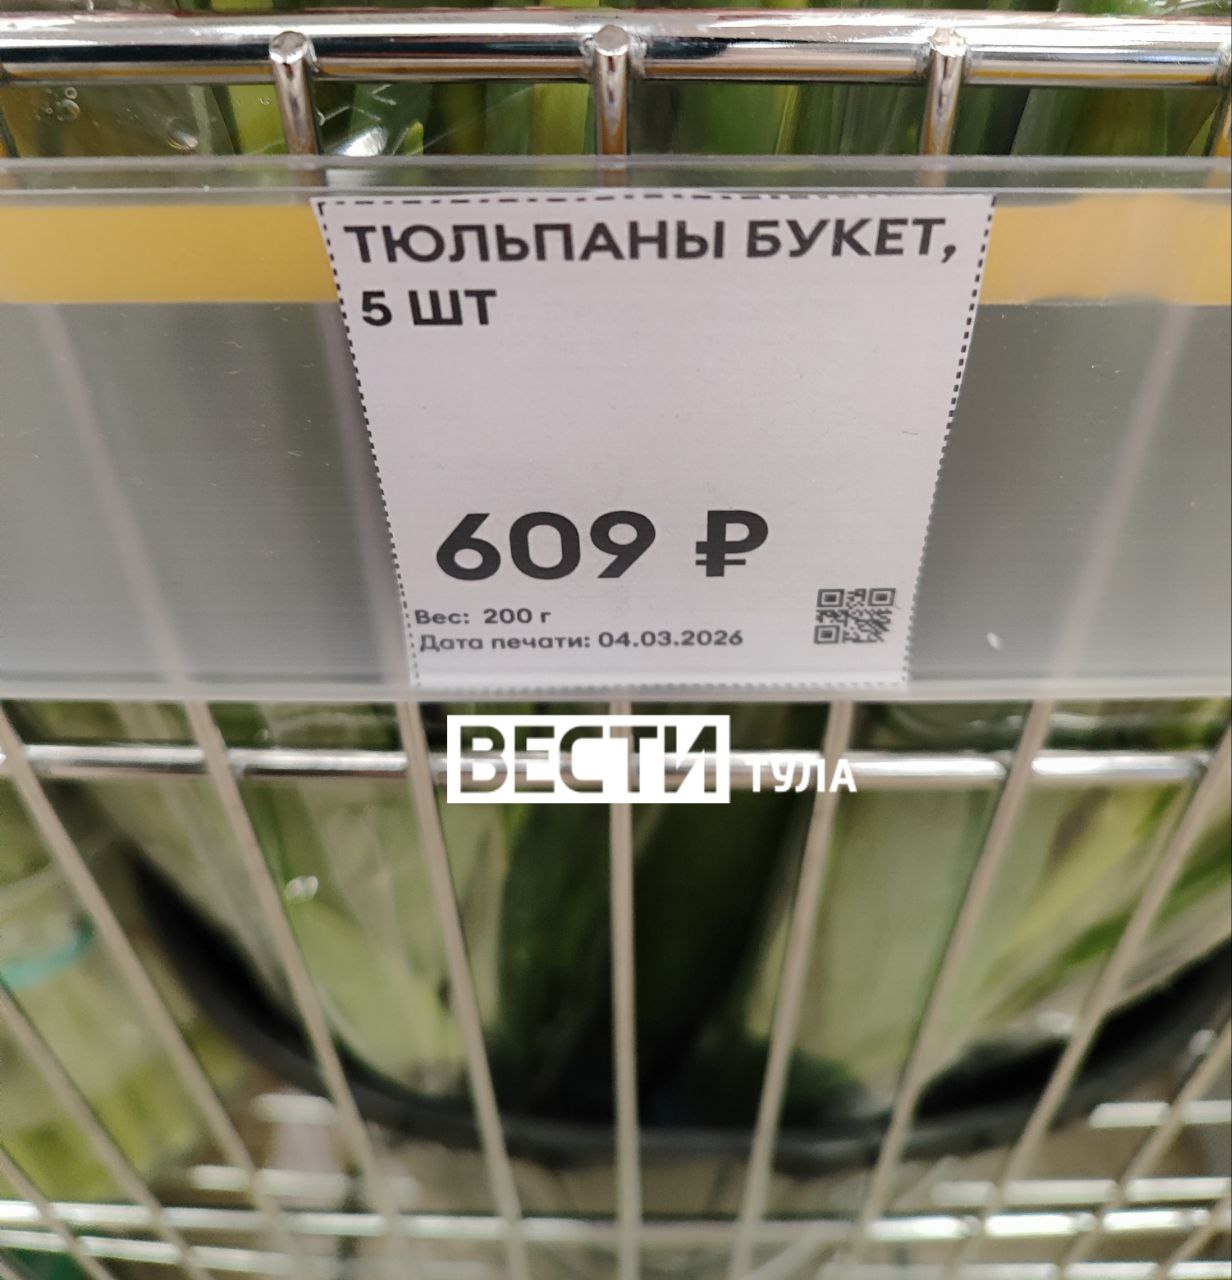 ТЮЛЬПАНЫ БУКЕТ,
5 ШТ
609 ₽
Вес: 200 г
Дата печати: 04.03.2026
ВЕСТИ ТУЛА